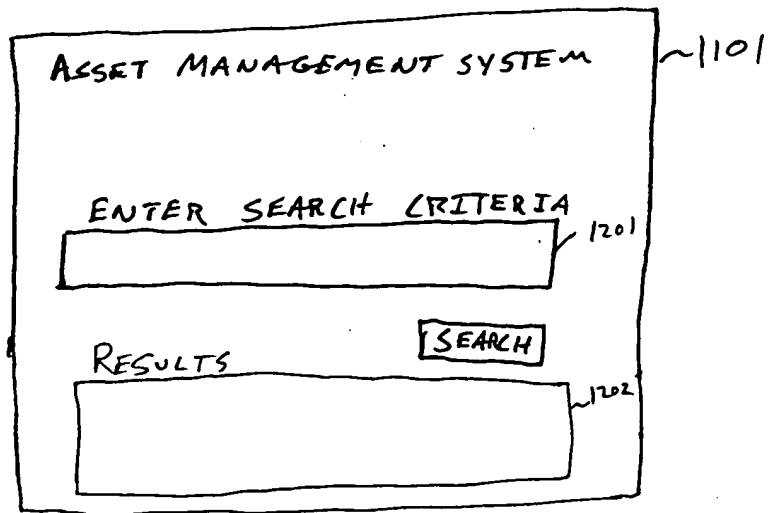 ASSET MANAGEMENT SYSTEM ~1101
ENTER SEARCH CRITERIA
1201
SEARCH
RESULTS
1202